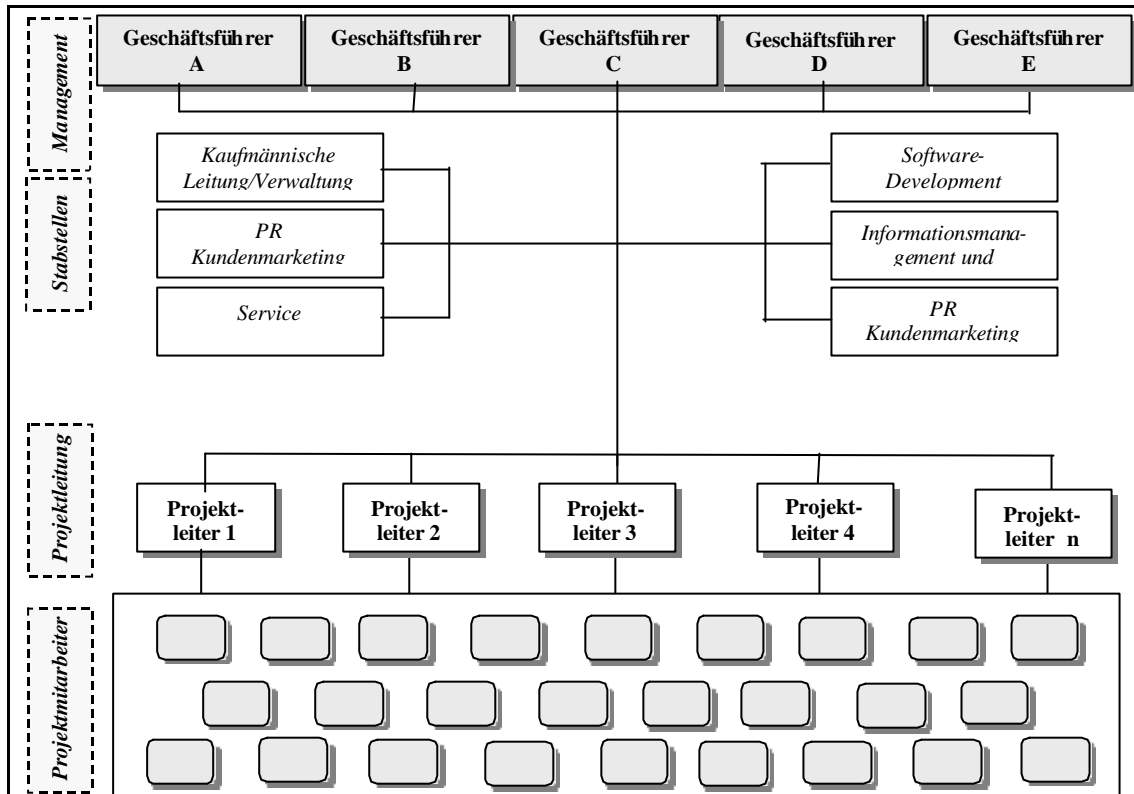 Management
Geschäftsführer
A
Geschäftsführer
B
Geschäftsführer
C
Geschäftsführer
D
Geschäftsführer
E
Stabstellen
Kaufmännische
Leitung/Verwaltung
PR
Kundenmarketing
Service
Software-
Development
Informationsmana-
gement und
PR
Kundenmarketing
Projektleitung
Projekt-
leiter 1
Projekt-
leiter 2
Projekt-
leiter 3
Projekt-
leiter 4
Projekt-
leiter n
Projektmitarbeiter